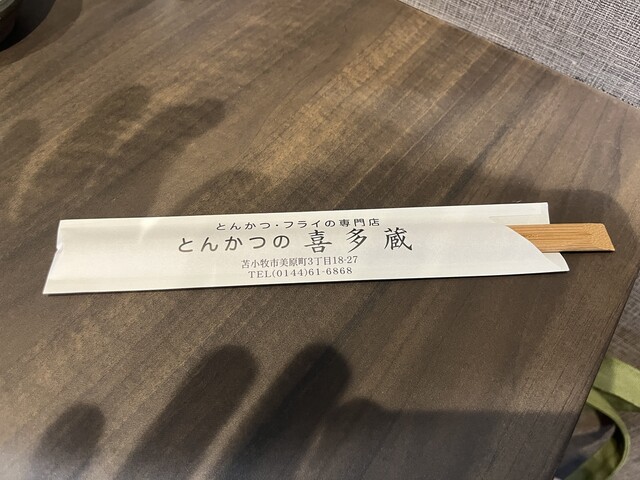 とんかつ・フライの専門店
とんかつの 喜多蔵
苫小牧市美原町3丁目18-27
TEL(0144)61-6868